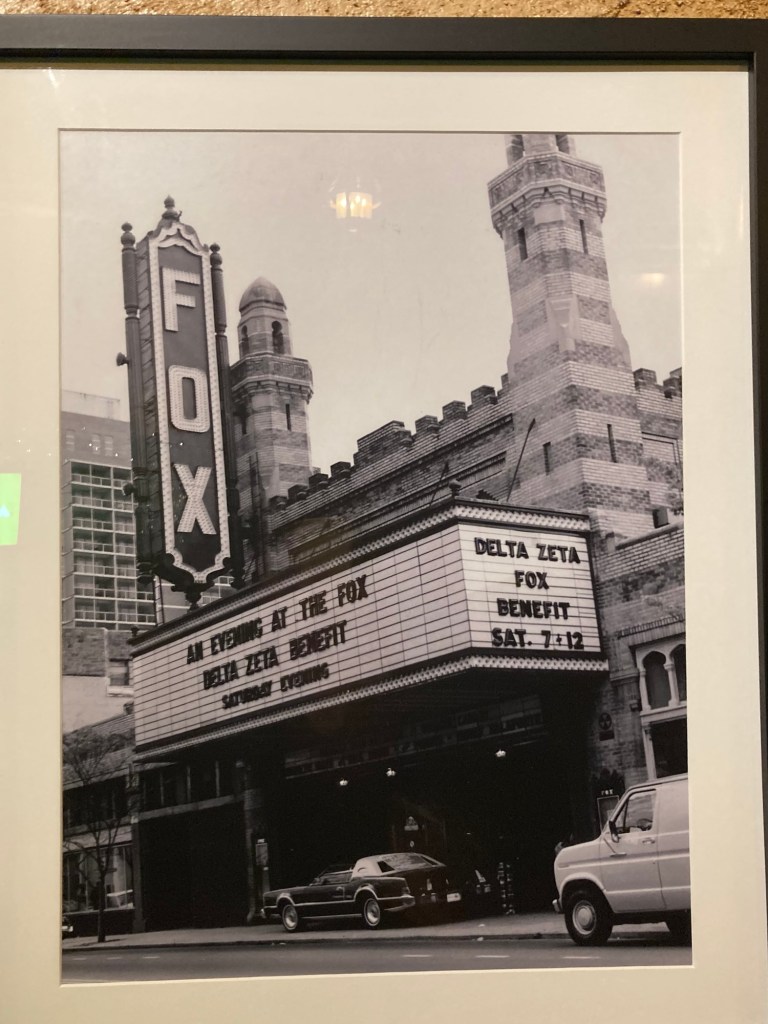 FOX
AN EVENING AT THE FOX
DELTA ZETA BENEFIT
SATURDAY EVENING
DELTA ZETA
FOX
BENEFIT
SAT. 7+12